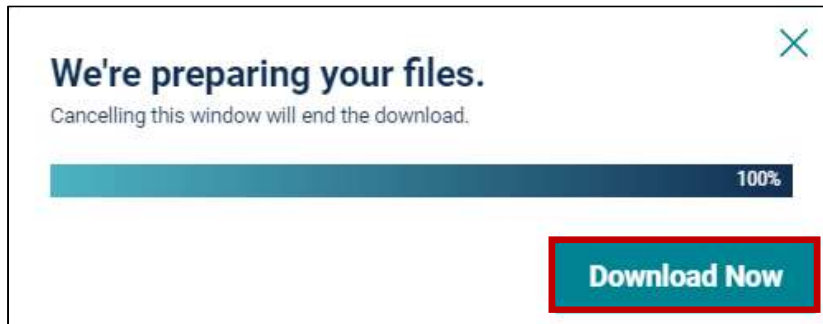 We're preparing your files.
Cancelling this window will end the download.
100%
Download Now